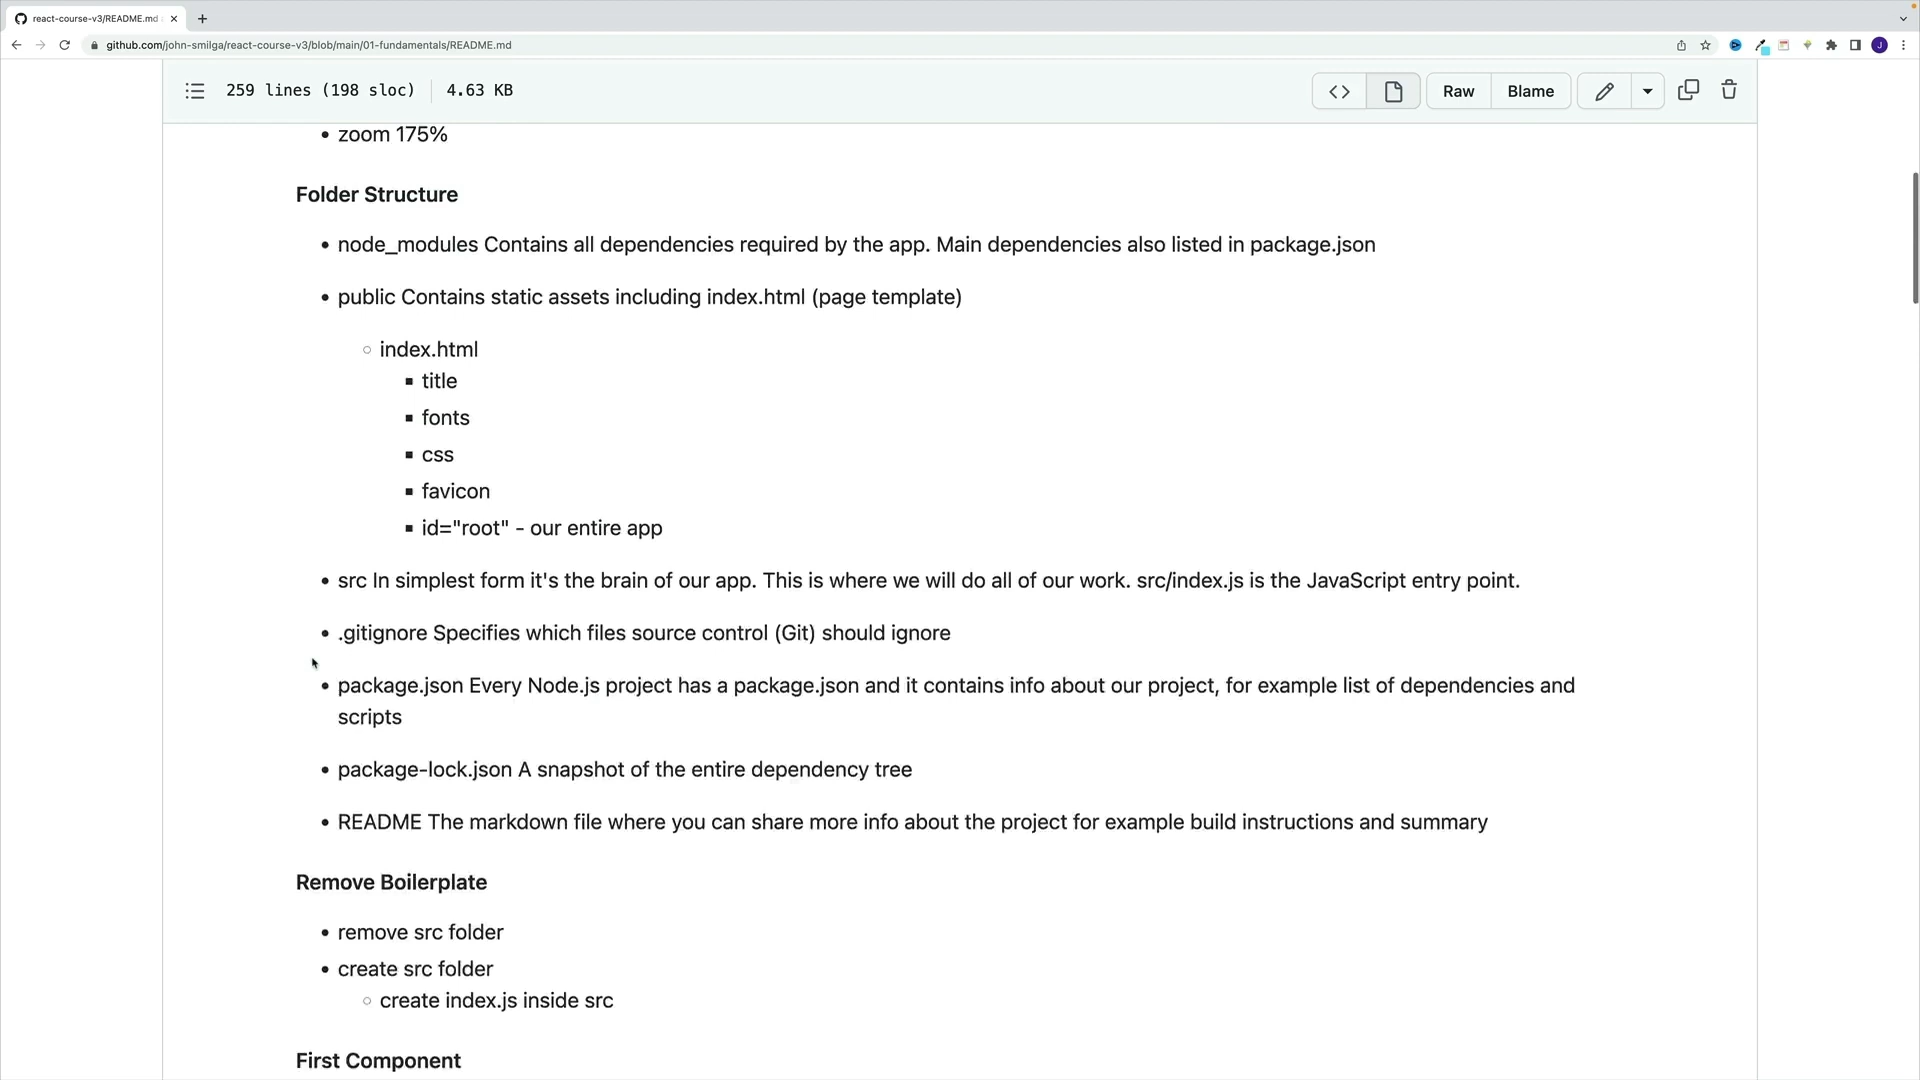 react-course-v3/README.md
github.com/john-smilga/react-course-v3/blob/main/01-fundamentals/README.md
J
259 lines (198 sloc) 4.63 KB
Raw Blame
zoom 175%
Folder Structure
node_modules Contains all dependencies required by the app. Main dependencies also listed in package.json
public Contains static assets including index.html (page template)
index.html
title
fonts
css
favicon
id="root" - our entire app
src In simplest form it's the brain of our app. This is where we will do all of our work. src/index.js is the JavaScript entry point.
.gitignore Specifies which files source control (Git) should ignore
package.json Every Node.js project has a package.json and it contains info about our project, for example list of dependencies and
scripts
package-lock.json A snapshot of the entire dependency tree
README The markdown file where you can share more info about the project for example build instructions and summary
Remove Boilerplate
remove src folder
create src folder
create index.js inside src
First Component